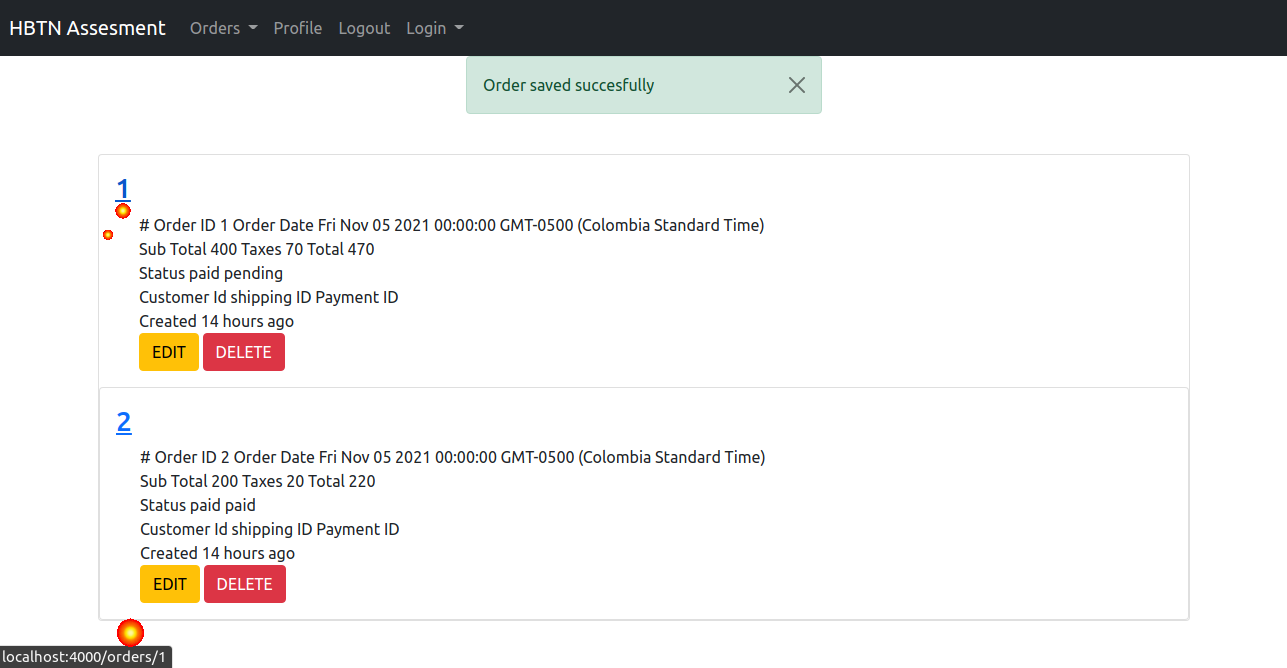 HBTN Assesment Orders Profile Logout Login
Order saved succesfully
1
# Order ID 1 Order Date Fri Nov 05 2021 00:00:00 GMT-0500 (Colombia Standard Time)
Sub Total 400 Taxes 70 Total 470
Status paid pending
Customer Id shipping ID Payment ID
Created 14 hours ago
EDIT DELETE
2
# Order ID 2 Order Date Fri Nov 05 2021 00:00:00 GMT-0500 (Colombia Standard Time)
Sub Total 200 Taxes 20 Total 220
Status paid paid
Customer Id shipping ID Payment ID
Created 14 hours ago
EDIT DELETE
localhost:4000/orders/1